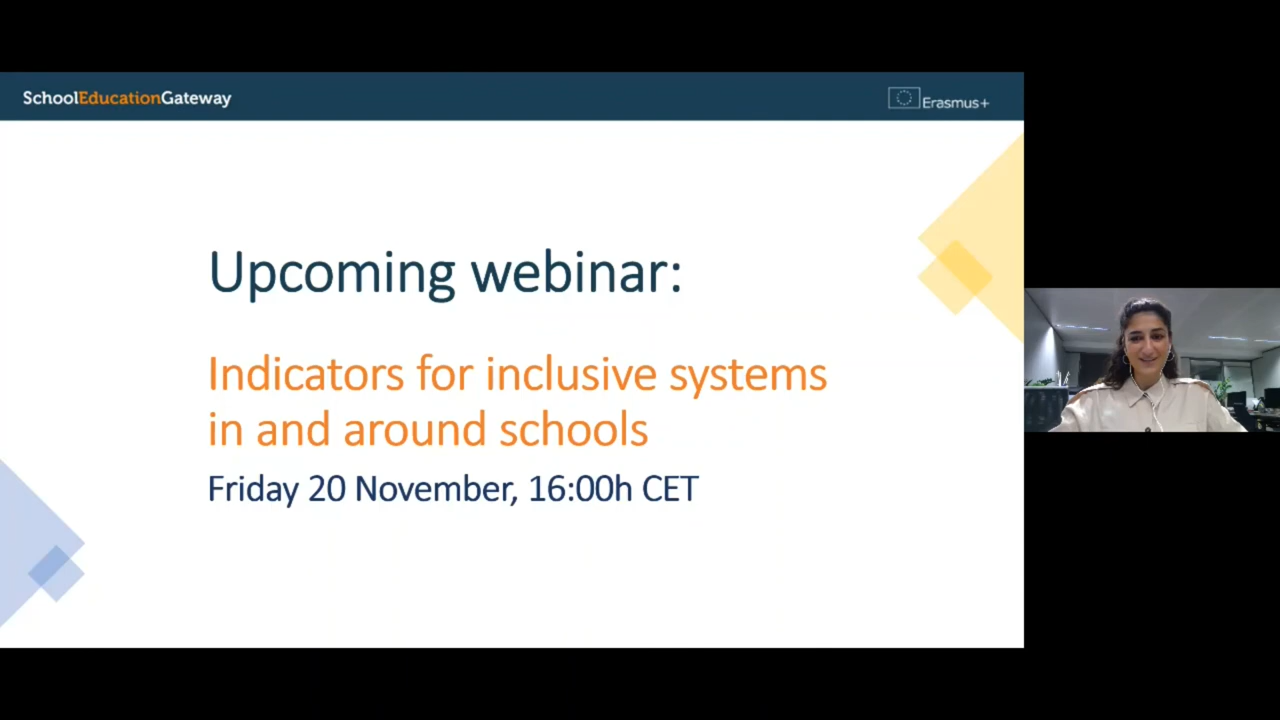 SchoolEducationGateway
Erasmus+
Upcoming webinar:
Indicators for inclusive systems
in and around schools
Friday 20 November, 16:00h CET